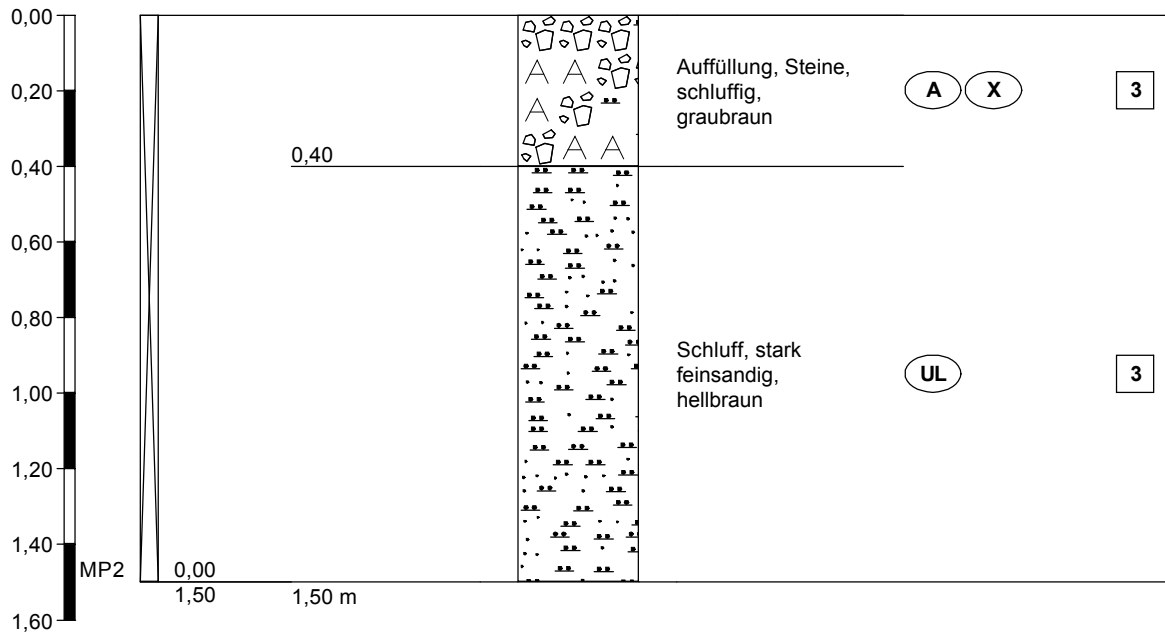 0,00
0,20
0,40
0,60
0,80
1,00
1,20
1,40
1,60
MP2
0,00
1,50
0,40
1,50 m
A A
A
A A
Auffüllung, Steine,
schluffig,
graubraun
A X
3
Schluff, stark
feinsandig,
hellbraun
UL
3